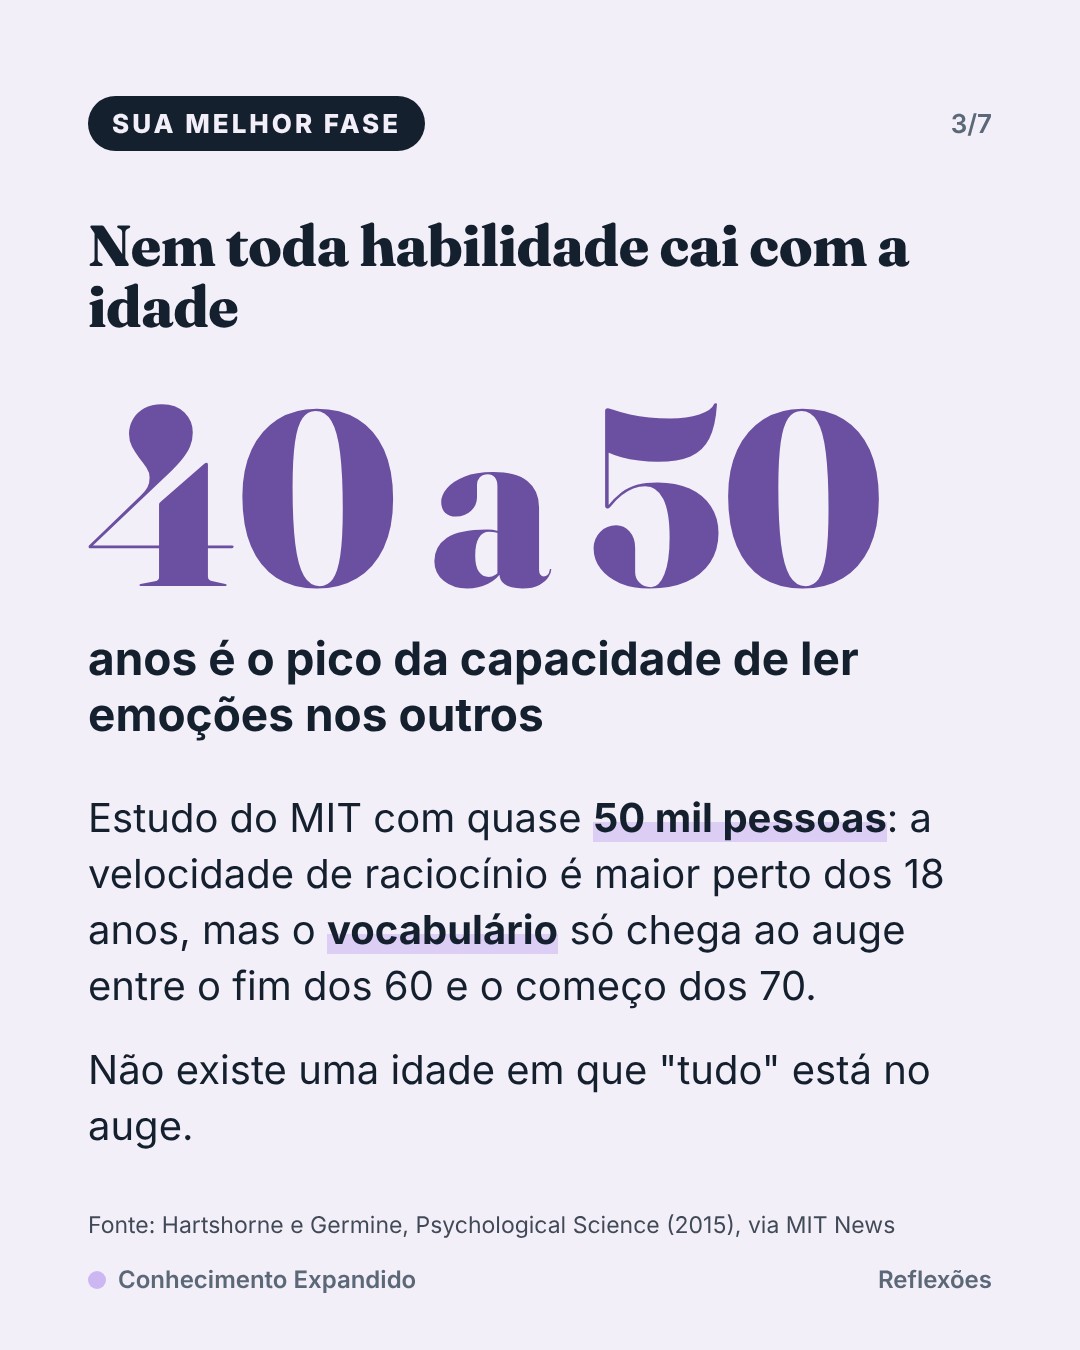 SUA MELHOR FASE
3/7
Nem toda habilidade cai com a
idade
40 a 50
anos é o pico da capacidade de ler
emoções nos outros
Estudo do MIT com quase 50 mil pessoas: a
velocidade de raciocínio é maior perto dos 18
anos, mas o vocabulário só chega ao auge
entre o fim dos 60 e o começo dos 70.
Não existe uma idade em que "tudo" está no
auge.
Fonte: Hartshorne e Germine, Psychological Science (2015), via MIT News
Conhecimento Expandido
Reflexões